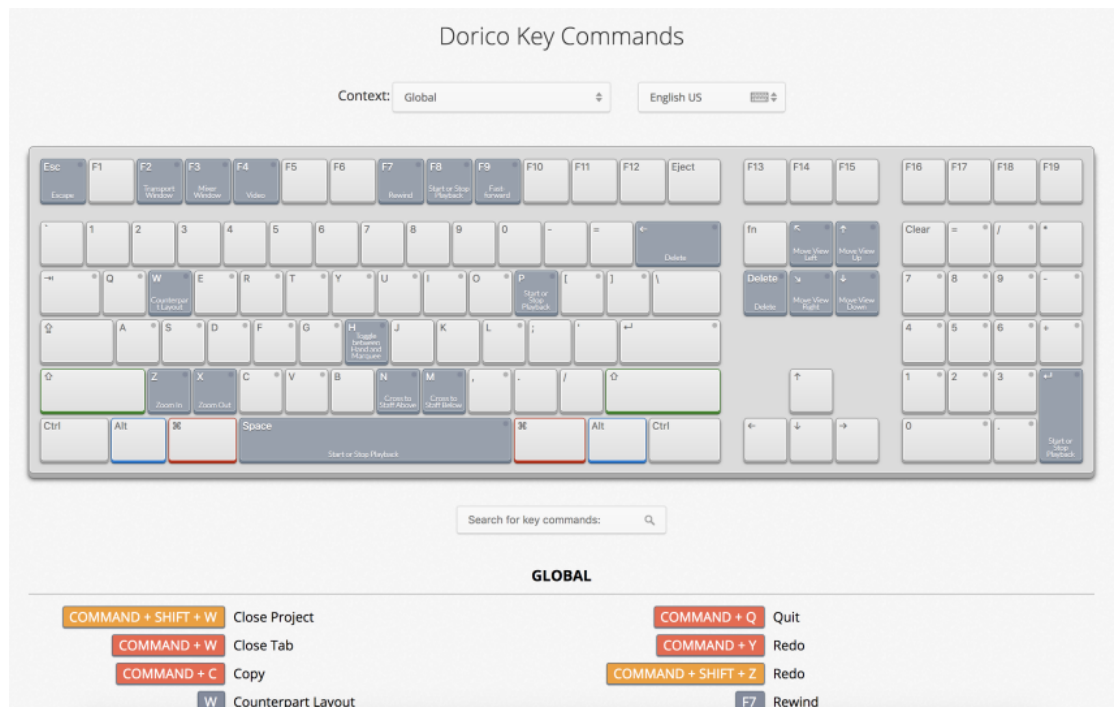 Dorico Key Commands
Context: Global English US
Esc F1 F2 F3 F4 F5 F6 F7 F8 F9 F10 F11 F12 Eject F13 F14 F15 F16 F17 F18 F19
Escape Transport Window Mixer Window Video Rewind Start or Stop Playback Fast-forward
` 1 2 3 4 5 6 7 8 9 0 - = ← fn ↖ ↑ Clear = / *
Delete Move View Left Move View Up
⇥ Q W E R T Y U I O P [ ] \ Delete ↘ ↓ 7 8 9 -
Counterpart Layout Start or Stop Playback Delete Move View Right Move View Down
⇪ A S D F G H J K L ; ' ↵ 4 5 6 +
Toggle between Hand and Marquee
⇧ Z X C V B N M , . / ⇧ ↑ 1 2 3 ↵
Zoom In Zoom Out Cross to Staff Above Cross to Staff Below
Ctrl Alt ⌘ Space ⌘ Alt Ctrl ← ↓ → 0 .
Start or Stop Playback Start or Stop Playback
Search for key commands:
GLOBAL
COMMAND + SHIFT + W Close Project COMMAND + Q Quit
COMMAND + W Close Tab COMMAND + Y Redo
COMMAND + C Copy COMMAND + SHIFT + Z Redo
W Counterpart Layout F7 Rewind